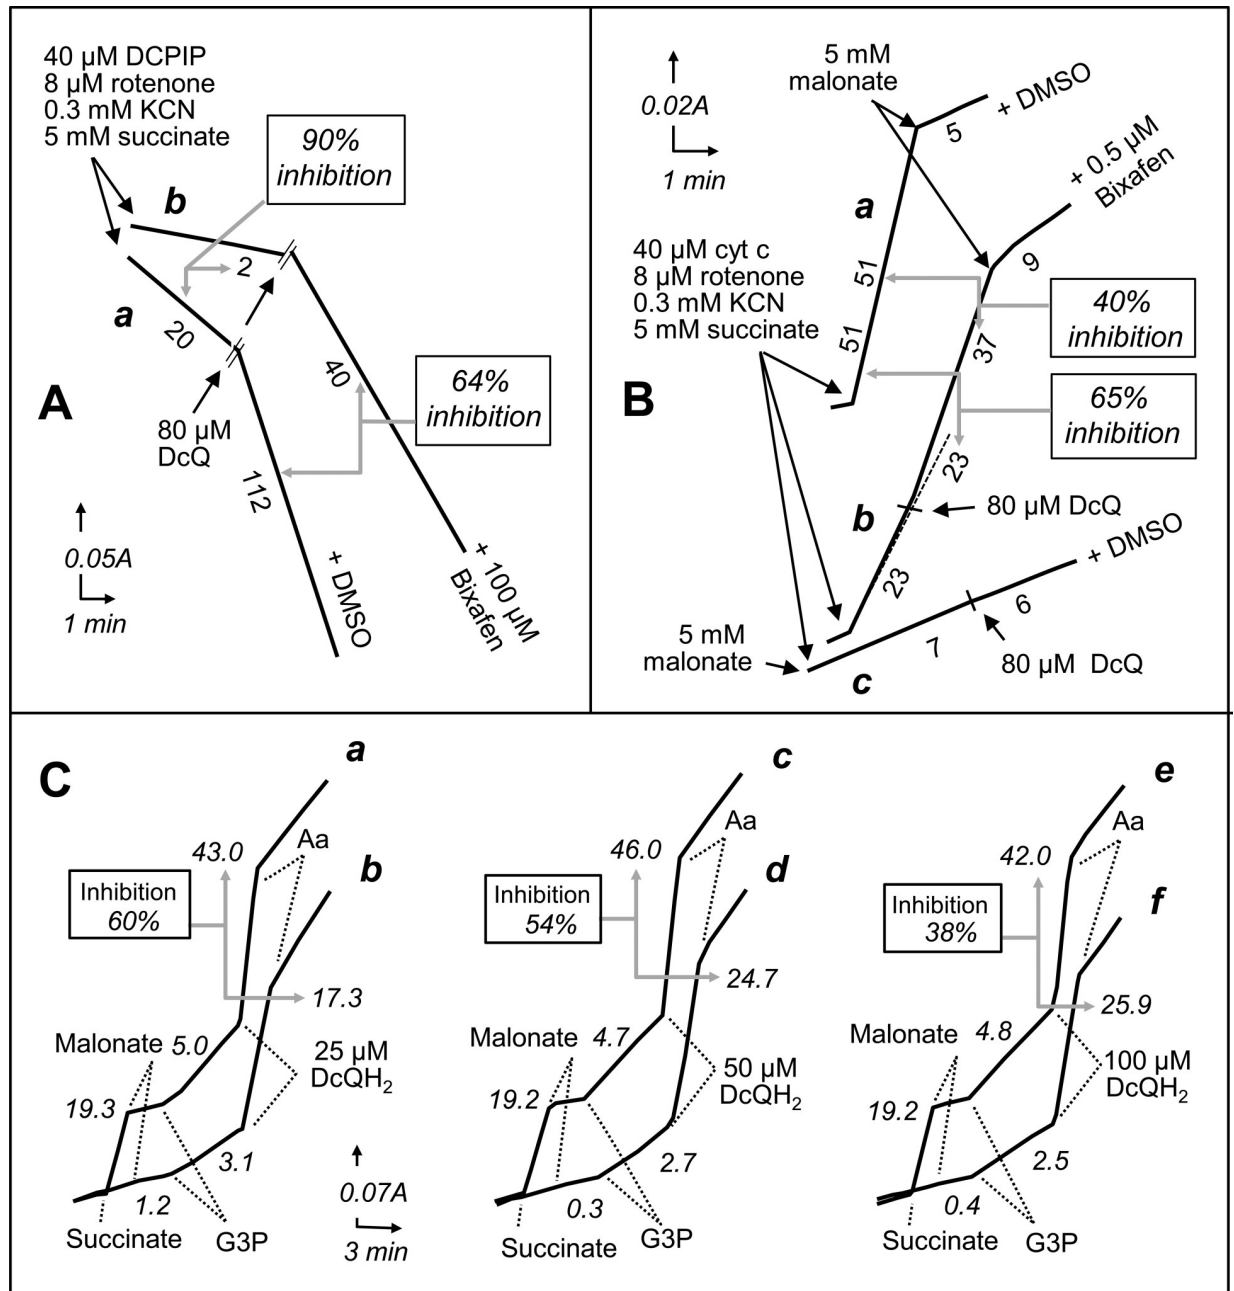 40 µM DCPIP
8 µM rotenone
0.3 mM KCN
5 mM succinate
90%
inhibition
b
2
a
20
A
80 µM
DcQ
40
64%
inhibition
112
0.05A
1 min
+ DMSO
+ 100 µM
Bixafen
5 mM
malonate
0.02A
1 min
+ DMSO
5
+ 0.5 µM
Bixafen
a
9
40 µM cyt c
8 µM rotenone
0.3 mM KCN
5 mM succinate
51
51
40%
inhibition
37
B
65%
inhibition
23
b
80 µM DcQ
23
+ DMSO
5 mM
malonate
6
7
80 µM DcQ
c
C
a
43.0
Aa
b
Inhibition
60%
17.3
Malonate
5.0
25 µM
DcQH2
19.3
3.1
1.2
0.07A
Succinate
G3P
3 min
c
46.0
Aa
d
Inhibition
54%
24.7
Malonate
4.7
50 µM
DcQH2
19.2
2.7
0.3
Succinate
G3P
e
42.0
Aa
f
Inhibition
38%
25.9
Malonate
4.8
100 µM
DcQH2
19.2
2.5
0.4
Succinate
G3P